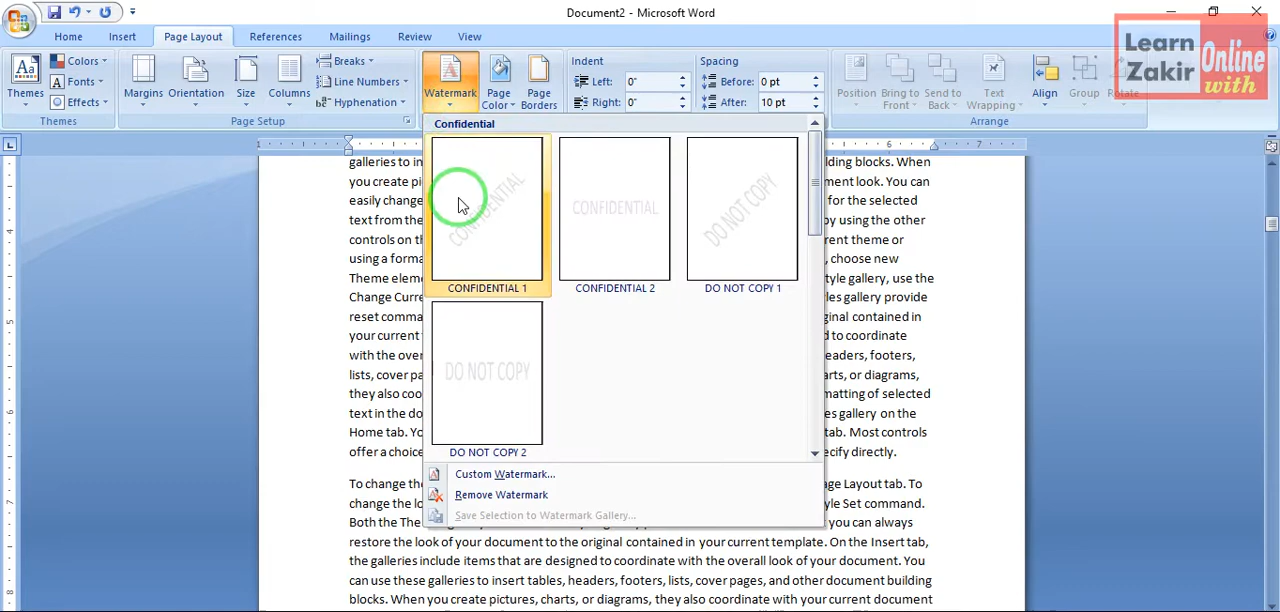 Document2 - Microsoft Word
Home Insert Page Layout References Mailings Review View
Learn Online
Zakir with
Themes
Colors
Fonts
Effects
Themes
Margins
Orientation
Size
Columns
Breaks
Line Numbers
Hyphenation
Page Setup
Watermark
Page Color
Page Borders
Indent
Left: 0"
Right: 0"
Spacing
Before: 0 pt
After: 10 pt
Position
Bring to Front
Send to Back
Text Wrapping
Align
Group
Rotate
Arrange
Confidential
CONFIDENTIAL
CONFIDENTIAL
DO NOT COPY
CONFIDENTIAL 1
CONFIDENTIAL 2
DO NOT COPY 1
DO NOT COPY
DO NOT COPY 2
Custom Watermark...
Remove Watermark
Save Selection to Watermark Gallery...
galleries to in
you create pic
easily change
text from the
controls on th
using a forma
Theme elem
Change Curre
reset comma
your current t
with the over
lists, cover pa
they also coo
text in the do
Home tab. Yo
offer a choice
ilding blocks. When
ment look. You can
for the selected
by using the other
rrent theme or
choose new
tyle gallery, use the
les gallery provide
ginal contained in
d to coordinate
eaders, footers,
arts, or diagrams,
matting of selected
es gallery on the
tab. Most controls
ecify directly.
To change the
change the lo
Both the The
age Layout tab. To
yle Set command.
you can always
restore the look of your document to the original contained in your current template. On the Insert tab,
the galleries include items that are designed to coordinate with the overall look of your document. You
can use these galleries to insert tables, headers, footers, lists, cover pages, and other document building
blocks. When you create pictures, charts, or diagrams, they also coordinate with your current document